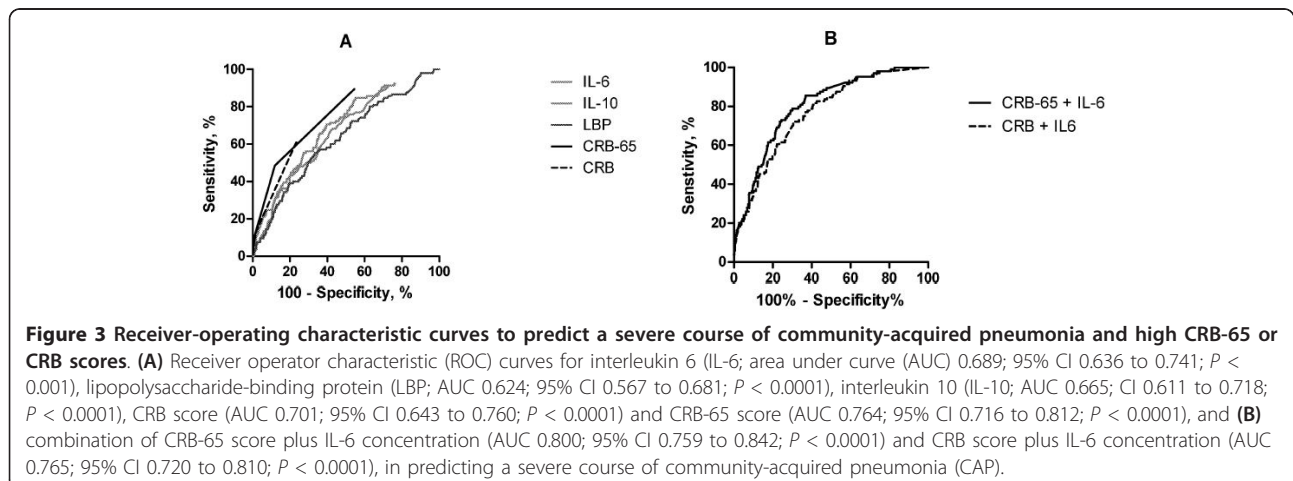 A
100
80
60
40
20
0
Sensitivity, %
0 20 40 60 80 100
100 - Specificity, %
IL-6
IL-10
LBP
CRB-65
CRB
B
100
80
60
40
20
0
Senstivity, %
0 20 40 60 80 100
100% - Specificity%
CRB-65 + IL-6
CRB + IL6
Figure 3 Receiver-operating characteristic curves to predict a severe course of community-acquired pneumonia and high CRB-65 or
CRB scores. (A) Receiver operator characteristic (ROC) curves for interleukin 6 (IL-6; area under curve (AUC) 0.689; 95% CI 0.636 to 0.741; P <
0.001), lipopolysaccharide-binding protein (LBP; AUC 0.624; 95% CI 0.567 to 0.681; P < 0.0001), interleukin 10 (IL-10; AUC 0.665; CI 0.611 to 0.718;
P < 0.0001), CRB score (AUC 0.701; 95% CI 0.643 to 0.760; P < 0.0001) and CRB-65 score (AUC 0.764; 95% CI 0.716 to 0.812; P < 0.0001), and (B)
combination of CRB-65 score plus IL-6 concentration (AUC 0.800; 95% CI 0.759 to 0.842; P < 0.0001) and CRB score plus IL-6 concentration (AUC
0.765; 95% CI 0.720 to 0.810; P < 0.0001), in predicting a severe course of community-acquired pneumonia (CAP).